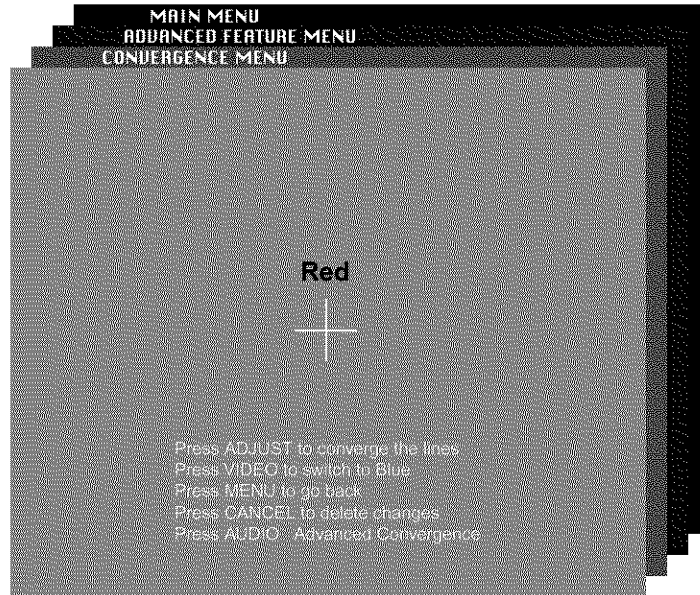 MAIN MENU
ADVANCED FEATURE MENU
CONVERGENCE MENU
Red
Press ADJUST to converge the lines
Press VIDEO to switch to Blue
Press MENU to go back
Press CANCEL to delete changes
Press AUDIO Advanced Convergence